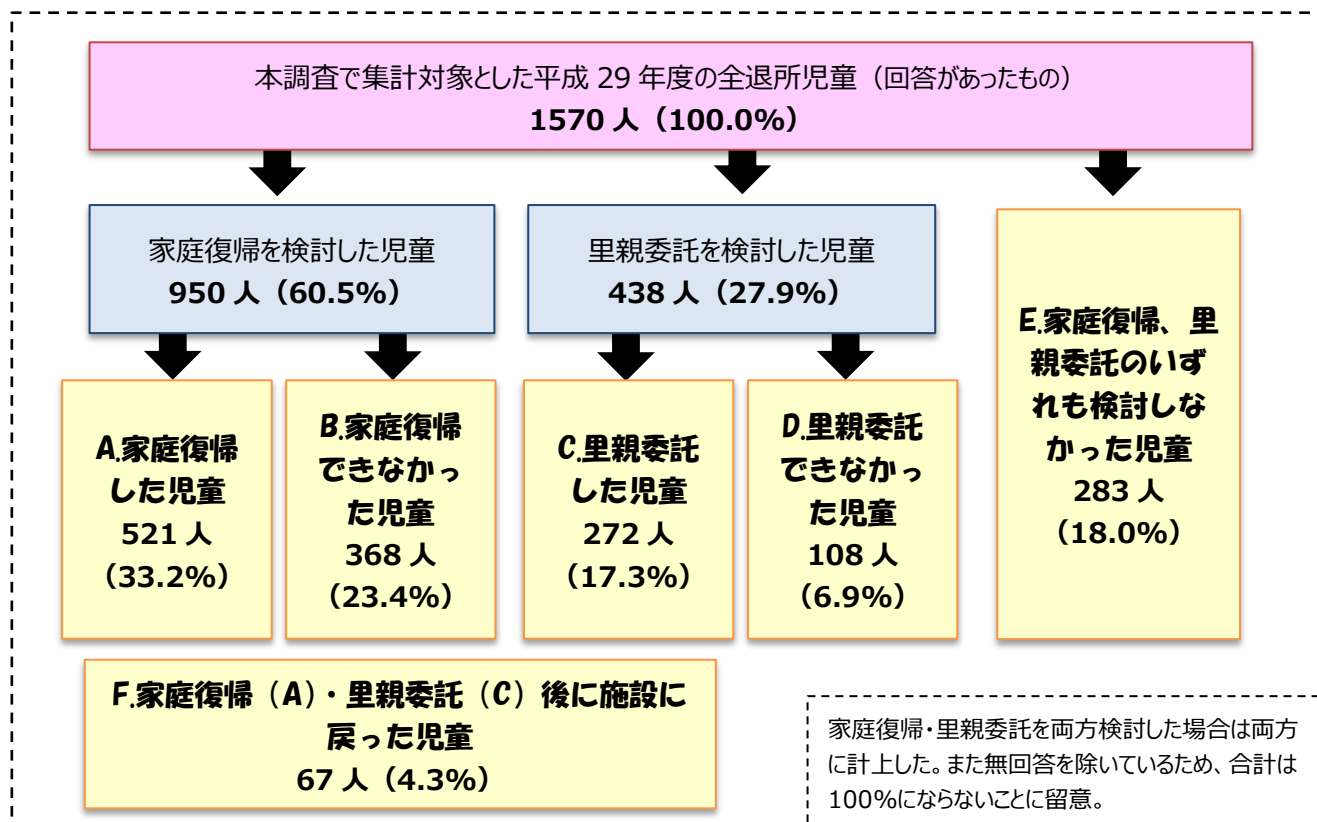 本調査で集計対象とした平成 29 年度の全退所児童（回答があったもの）
1570 人（100.0%）
家庭復帰を検討した児童
950 人（60.5%）
里親委託を検討した児童
438 人（27.9%）
A.家庭復帰
した児童
521 人
（33.2%）
B.家庭復帰
できなかっ
た児童
368 人
（23.4%）
C.里親委託
した児童
272 人
（17.3%）
D.里親委託
できなかっ
た児童
108 人
（6.9%）
E.家庭復帰、里
親委託のいず
れも検討しな
かった児童
283 人
（18.0%）
F.家庭復帰（A）・里親委託（C）後に施設に
戻った児童
67 人（4.3%）
家庭復帰・里親委託を両方検討した場合は両方
に計上した。また無回答を除いているため、合計は
100%にならないことに留意。